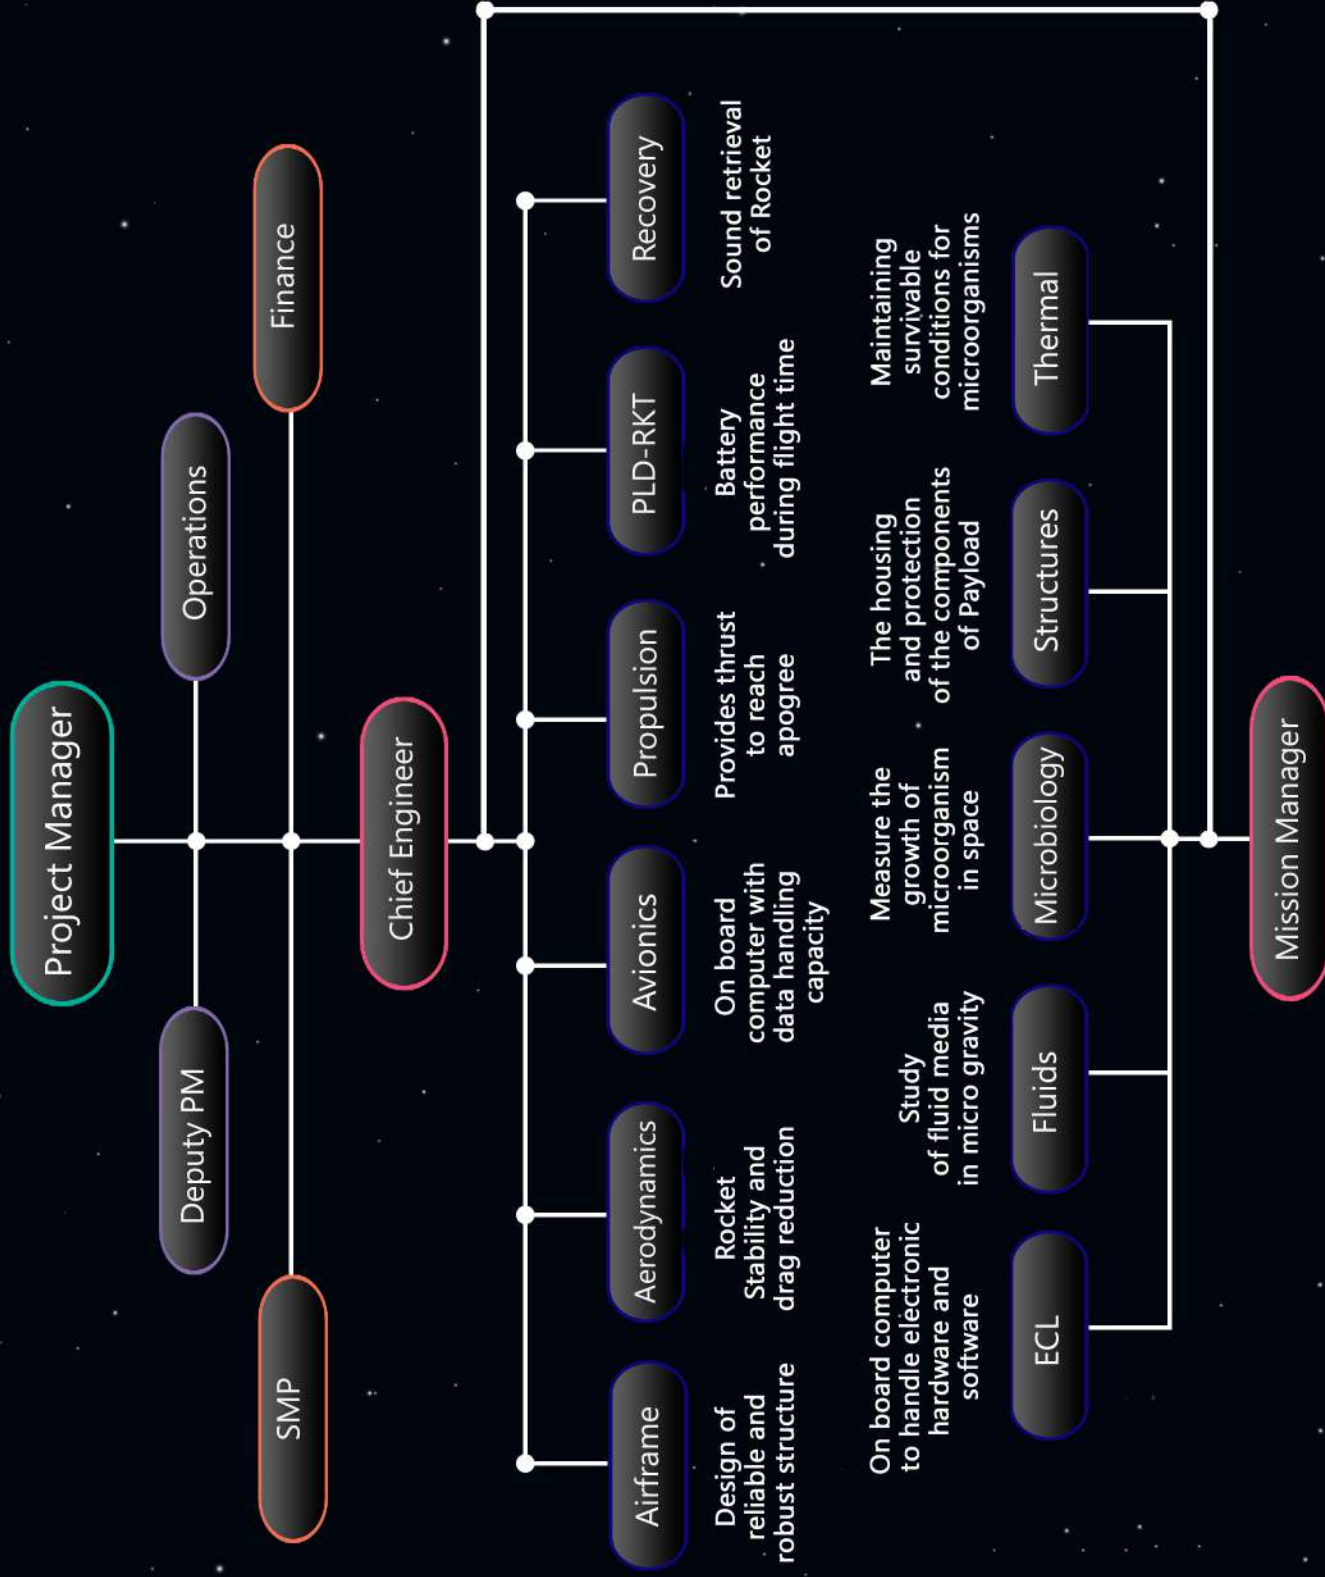 Project Manager
Deputy PM
Operations
SMP
Finance
Chief Engineer
Airframe
Design of
reliable and
robust structure
Aerodynamics
Rocket
Stability and
drag reduction
Avionics
On board
computer with
data handling
capacity
Propulsion
Provides thrust
to reach
apogree
PLD-RKT
Battery
performance
during flight time
Recovery
Sound retrieval
of Rocket
On board computer
to handle electronic
hardware and
software
ECL
Study
of fluid media
in micro gravity
Fluids
Measure the
growth of
microorganism
in space
Microbiology
The housing
and protection
of the components
of Payload
Structures
Maintaining
survivable
conditions for
microorganisms
Thermal
Mission Manager